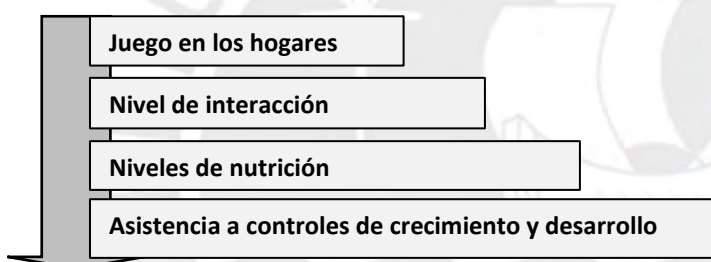 Juego en los hogares
Nivel de interacción
Niveles de nutrición
Asistencia a controles de crecimiento y desarrollo